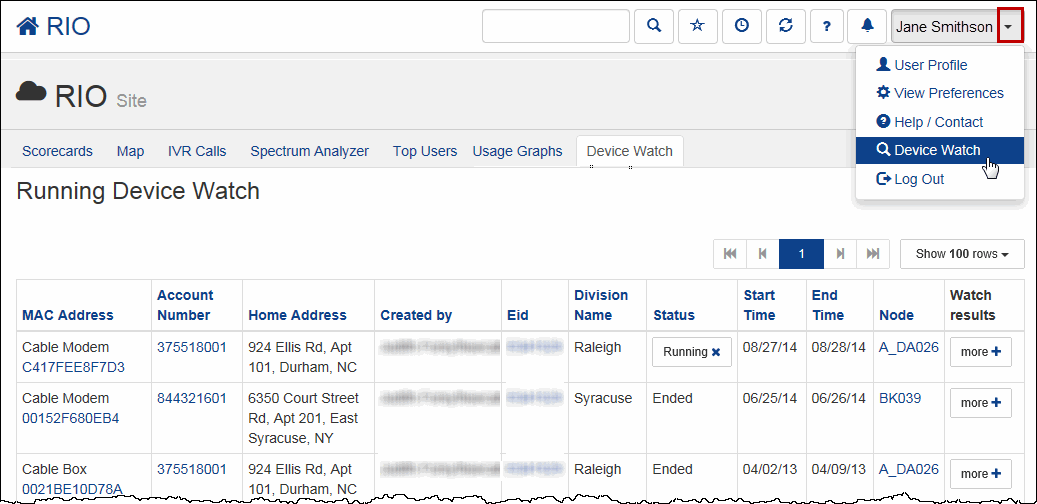 RIO
?
Jane Smithson
User Profile
View Preferences
Help / Contact
Device Watch
Log Out
RIO Site
Scorecards Map IVR Calls Spectrum Analyzer Top Users Usage Graphs Device Watch
Running Device Watch
1
Show 100 rows
MAC Address Account Number Home Address Created by Eid Division Name Status Start Time End Time Node Watch results
Cable Modem 375518001 924 Ellis Rd, Apt Raleigh Running 08/27/14 08/28/14 A_DA026 more
C417FEE8F7D3 101, Durham, NC
Cable Modem 844321601 6350 Court Street Syracuse Ended 06/25/14 06/26/14 BK039 more
00152F680EB4 Rd, Apt 201, East
Syracuse, NY
Cable Box 375518001 924 Ellis Rd, Apt Raleigh Ended 04/02/13 04/09/13 A_DA026 more
0021BE10D78A 101, Durham, NC